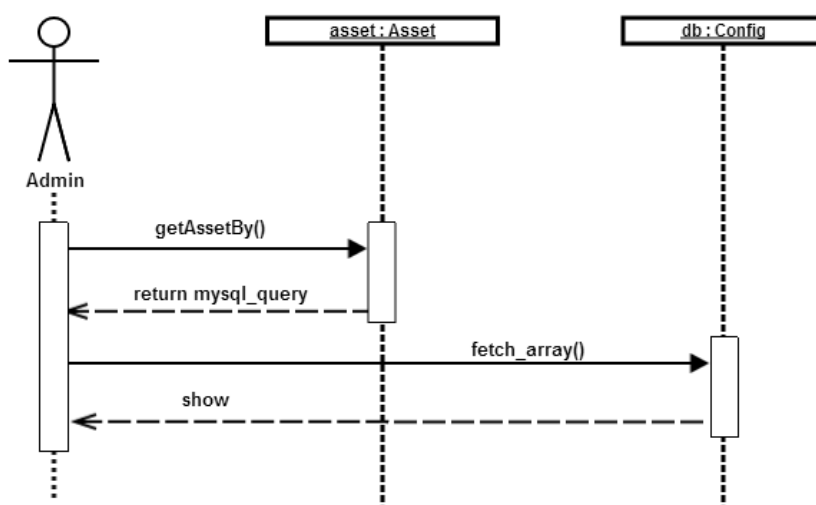 asset : Asset
db : Config
Admin
getAssetBy()
return mysql_query
fetch_array()
show